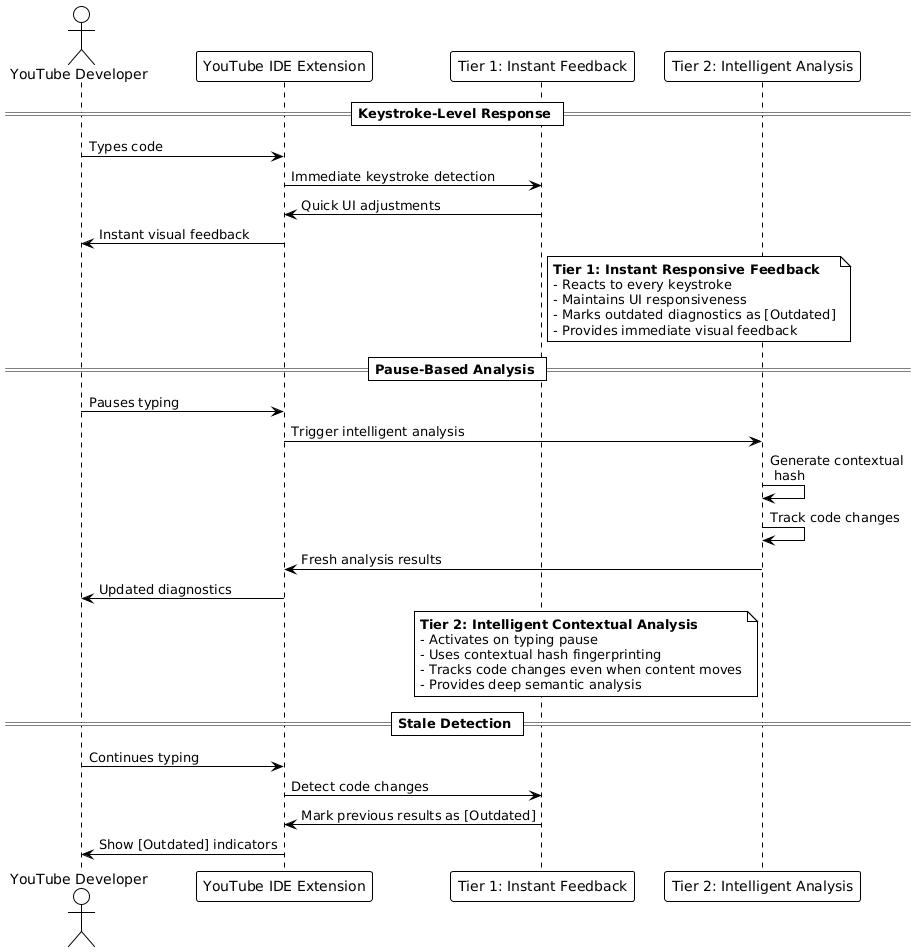 YouTube Developer
YouTube IDE Extension
Tier 1: Instant Feedback
Tier 2: Intelligent Analysis
Keystroke-Level Response
Types code
Immediate keystroke detection
Quick UI adjustments
Instant visual feedback
Tier 1: Instant Responsive Feedback
- Reacts to every keystroke
- Maintains UI responsiveness
- Marks outdated diagnostics as [Outdated]
- Provides immediate visual feedback
Pause-Based Analysis
Pauses typing
Trigger intelligent analysis
Generate contextual
hash
Track code changes
Fresh analysis results
Updated diagnostics
Tier 2: Intelligent Contextual Analysis
- Activates on typing pause
- Uses contextual hash fingerprinting
- Tracks code changes even when content moves
- Provides deep semantic analysis
Stale Detection
Continues typing
Detect code changes
Mark previous results as [Outdated]
Show [Outdated] indicators
YouTube Developer
YouTube IDE Extension
Tier 1: Instant Feedback
Tier 2: Intelligent Analysis